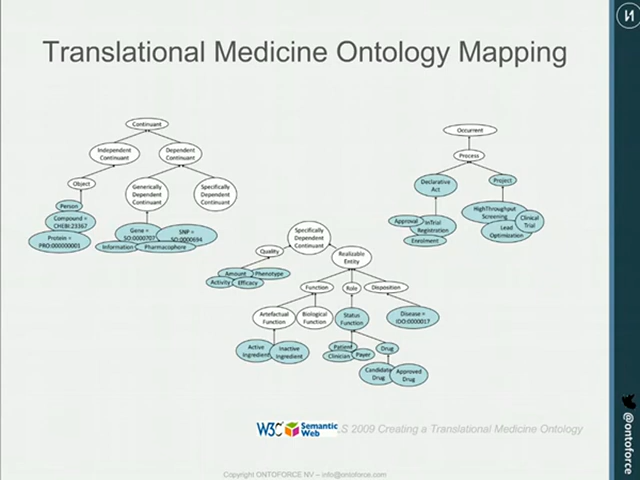 Translational Medicine Ontology Mapping
Continuant
Independent
Continuant
Dependent
Continuant
Object
Person
Compound =
CHEBI:23367
Protein =
PRO:000000001
Generically
Dependent
Continuant
Specifically
Dependent
Continuant
Gene =
SO:0000707
SNP =
SO:0000694
Information
Pharmacophore
Occurrent
Process
Declarative
Act
Project
Approval
InTrial
Registration
Enrolment
HighThroughput
Screening
Clinical
Trial
Lead
Optimization
Specifically
Dependent
Continuant
Quality
Realizable
Entity
Amount
Phenotype
Activity
Efficacy
Function
Role
Disposition
Artefactual
Function
Biological
Function
Status
Function
Disease =
IDO:0000017
Active
Ingredient
Inactive
Ingredient
Patient
Clinician
Payer
Drug
Candidate
Drug
Approved
Drug
W3C Semantic
Web
LS 2009 Creating a Translational Medicine Ontology
Copyright ONTOFORCE NV – info@ontoforce.com
@ontoforce